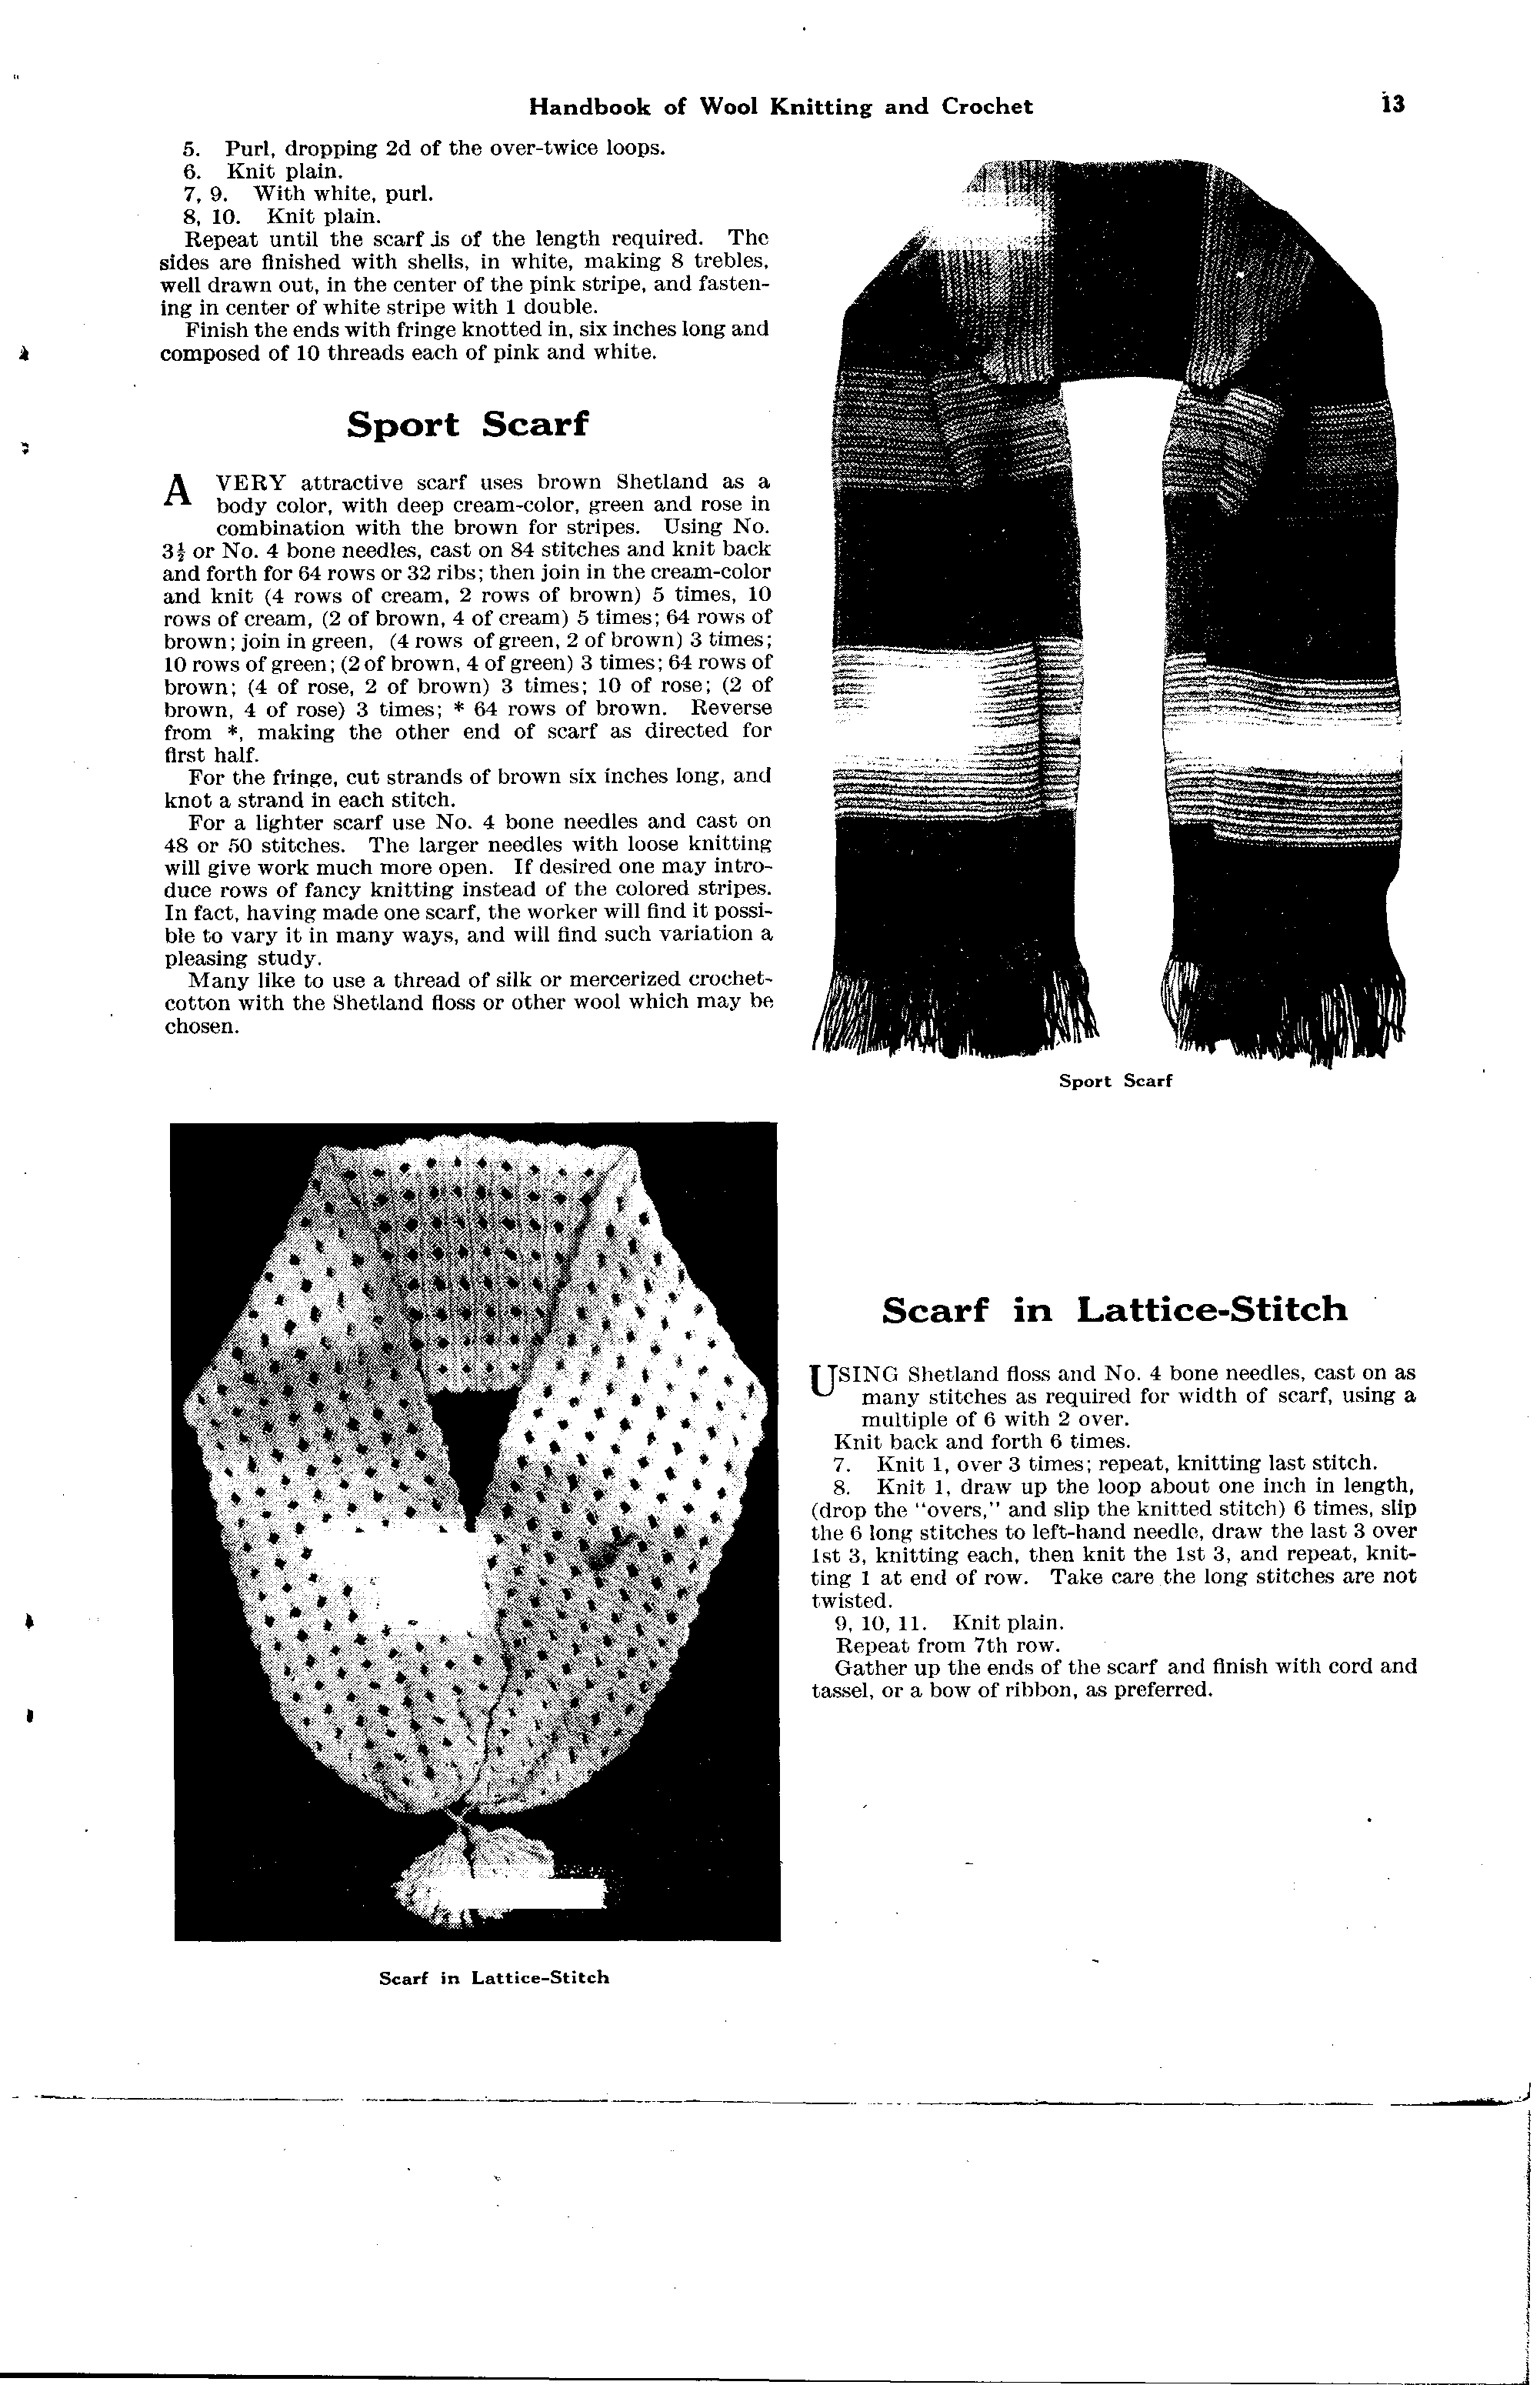 Handbook of Wool Knitting and Crochet 13
5. Purl, dropping 2d of the over-twice loops.
6. Knit plain.
7, 9. With white, purl.
8, 10. Knit plain.
Repeat until the scarf is of the length required. The
sides are finished with shells, in white, making 8 trebles,
well drawn out, in the center of the pink stripe, and fasten-
ing in center of white stripe with 1 double.
Finish the ends with fringe knotted in, six inches long and
composed of 10 threads each of pink and white.
Sport Scarf
A VERY attractive scarf uses brown Shetland as a
body color, with deep cream-color, green and rose in
combination with the brown for stripes. Using No.
3½ or No. 4 bone needles, cast on 84 stitches and knit back
and forth for 64 rows or 32 ribs; then join in the cream-color
and knit (4 rows of cream, 2 rows of brown) 5 times, 10
rows of cream, (2 of brown, 4 of cream) 5 times; 64 rows of
brown; join in green, (4 rows of green, 2 of brown) 3 times;
10 rows of green; (2 of brown, 4 of green) 3 times; 64 rows of
brown; (4 of rose, 2 of brown) 3 times; 10 of rose; (2 of
brown, 4 of rose) 3 times; * 64 rows of brown. Reverse
from *, making the other end of scarf as directed for
first half.
For the fringe, cut strands of brown six inches long, and
knot a strand in each stitch.
For a lighter scarf use No. 4 bone needles and cast on
48 or 50 stitches. The larger needles with loose knitting
will give work much more open. If desired one may intro-
duce rows of fancy knitting instead of the colored stripes.
In fact, having made one scarf, the worker will find it possi-
ble to vary it in many ways, and will find such variation a
pleasing study.
Many like to use a thread of silk or mercerized crochet-
cotton with the Shetland floss or other wool which may be
chosen.
Sport Scarf
Scarf in Lattice-Stitch
USING Shetland floss and No. 4 bone needles, cast on as
many stitches as required for width of scarf, using a
multiple of 6 with 2 over.
Knit back and forth 6 times.
7. Knit 1, over 3 times; repeat, knitting last stitch.
8. Knit 1, draw up the loop about one inch in length,
(drop the "overs," and slip the knitted stitch) 6 times, slip
the 6 long stitches to left-hand needle, draw the last 3 over
1st 3, knitting each, then knit the 1st 3, and repeat, knit-
ting 1 at end of row. Take care the long stitches are not
twisted.
9, 10, 11. Knit plain.
Repeat from 7th row.
Gather up the ends of the scarf and finish with cord and
tassel, or a bow of ribbon, as preferred.
Scarf in Lattice-Stitch